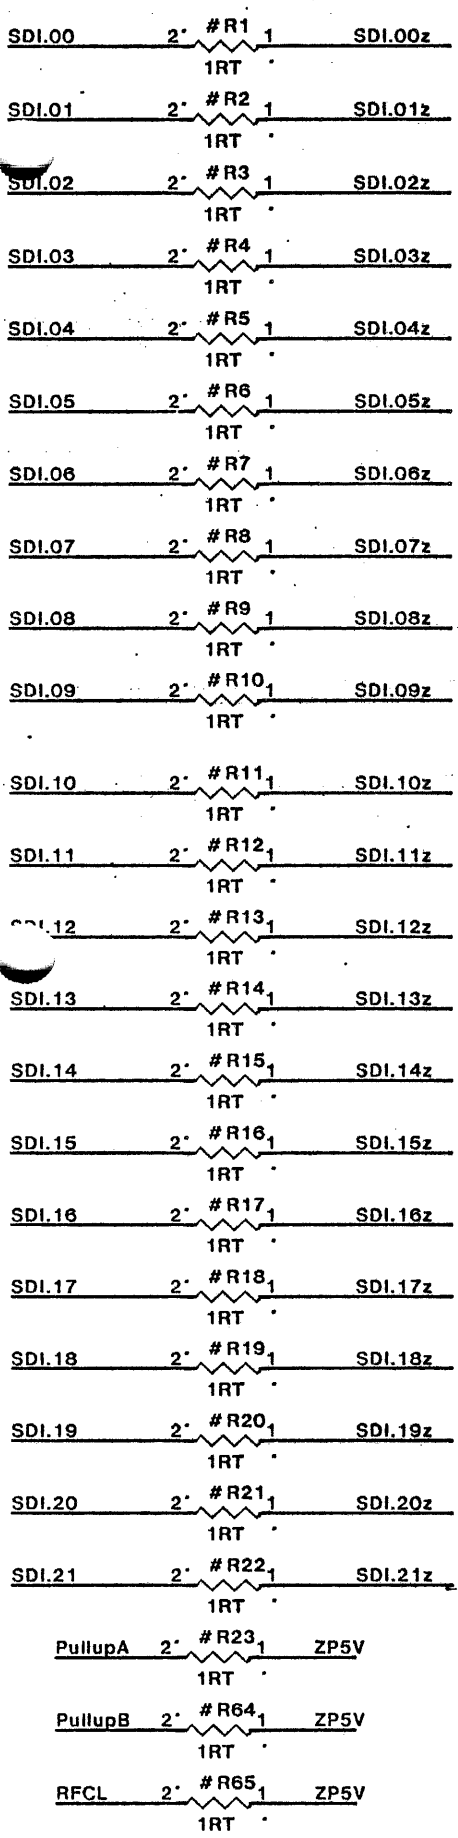 #R1
SDI.00 2 1 SDI.00z
1RT
#R2
SDI.01 2 1 SDI.01z
1RT
#R3
SDI.02 2 1 SDI.02z
1RT
#R4
SDI.03 2 1 SDI.03z
1RT
#R5
SDI.04 2 1 SDI.04z
1RT
#R6
SDI.05 2 1 SDI.05z
1RT
#R7
SDI.06 2 1 SDI.06z
1RT
#R8
SDI.07 2 1 SDI.07z
1RT
#R9
SDI.08 2 1 SDI.08z
1RT
#R10
SDI.09 2 1 SDI.09z
1RT
#R11
SDI.10 2 1 SDI.10z
1RT
#R12
SDI.11 2 1 SDI.11z
1RT
#R13
SDI.12 2 1 SDI.12z
1RT
#R14
SDI.13 2 1 SDI.13z
1RT
#R15
SDI.14 2 1 SDI.14z
1RT
#R16
SDI.15 2 1 SDI.15z
1RT
#R17
SDI.16 2 1 SDI.16z
1RT
#R18
SDI.17 2 1 SDI.17z
1RT
#R19
SDI.18 2 1 SDI.18z
1RT
#R20
SDI.19 2 1 SDI.19z
1RT
#R21
SDI.20 2 1 SDI.20z
1RT
#R22
SDI.21 2 1 SDI.21z
1RT
#R23
PullupA 2 1 ZP5V
1RT
#R64
PullupB 2 1 ZP5V
1RT
#R65
RFCL 2 1 ZP5V
1RT